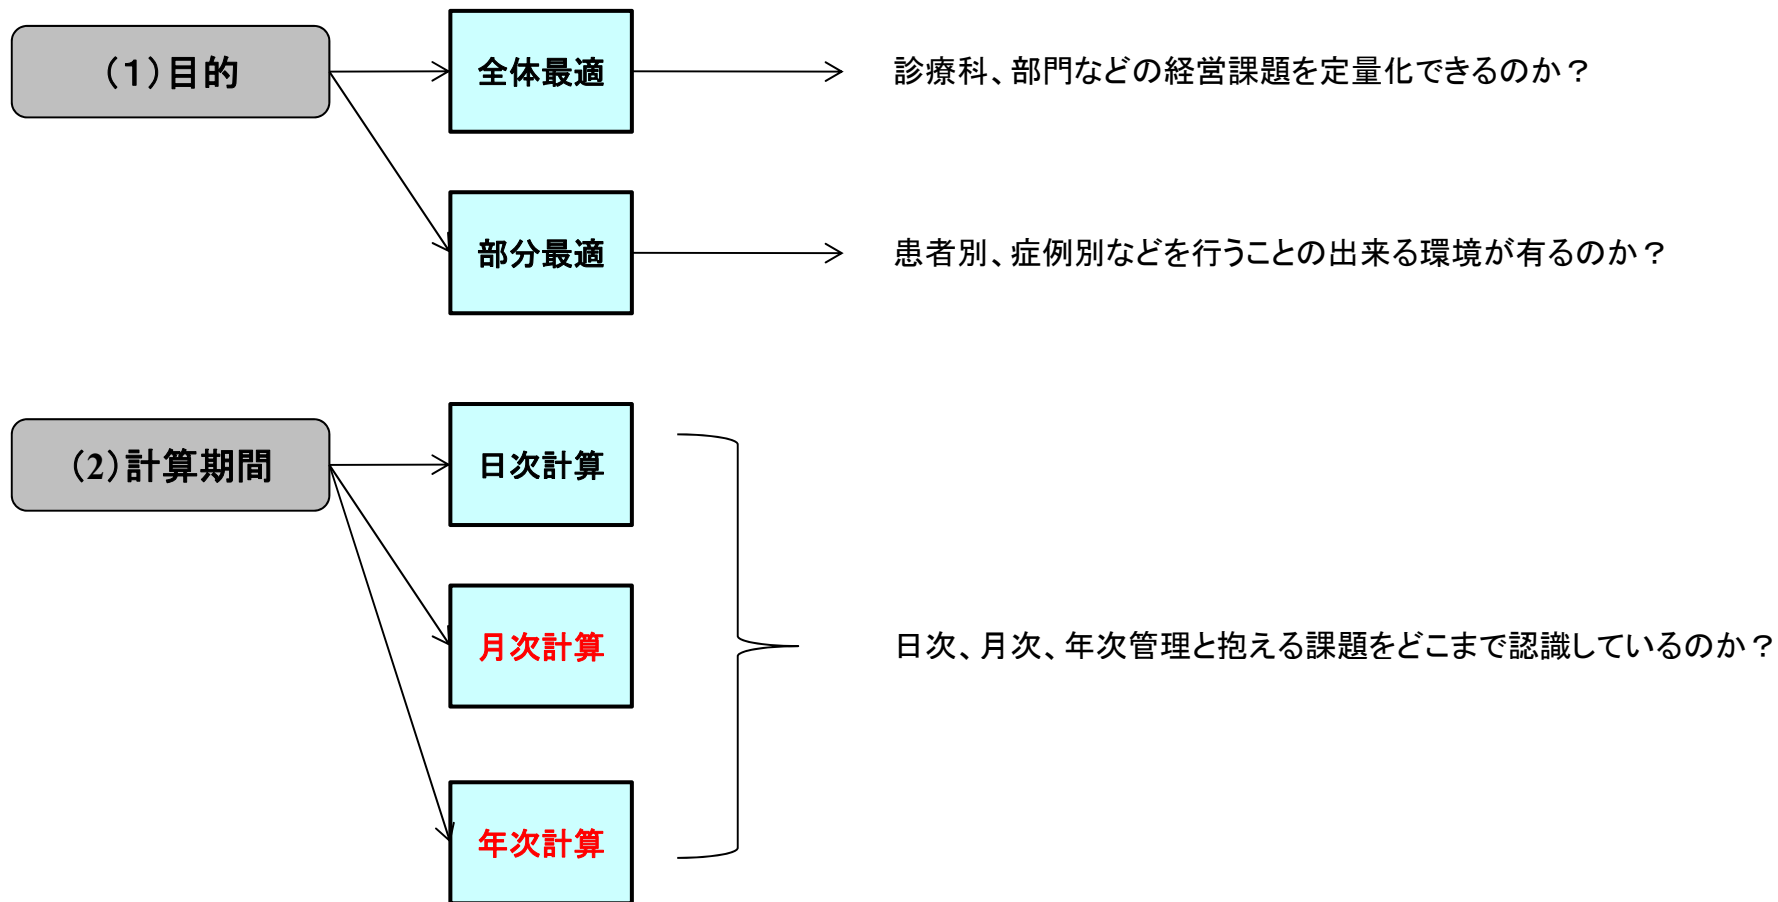 （１）目的
全体最適
診療科、部門などの経営課題を定量化できるのか？
部分最適
患者別、症例別などを行うことの出来る環境が有るのか？
（2）計算期間
日次計算
月次計算
日次、月次、年次管理と抱える課題をどこまで認識しているのか？
年次計算